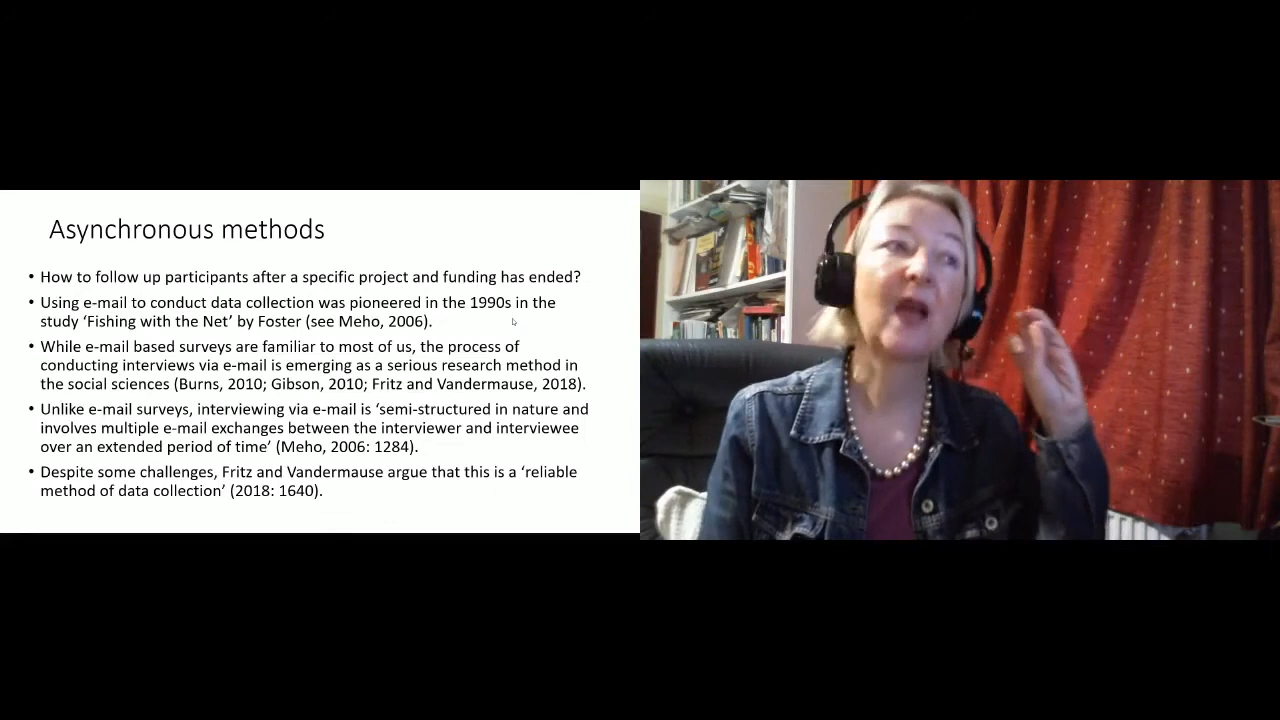 Asynchronous methods
• How to follow up participants after a specific project and funding has ended?
• Using e-mail to conduct data collection was pioneered in the 1990s in the
study ‘Fishing with the Net’ by Foster (see Meho, 2006).
• While e-mail based surveys are familiar to most of us, the process of
conducting interviews via e-mail is emerging as a serious research method in
the social sciences (Burns, 2010; Gibson, 2010; Fritz and Vandermause, 2018).
• Unlike e-mail surveys, interviewing via e-mail is ‘semi-structured in nature and
involves multiple e-mail exchanges between the interviewer and interviewee
over an extended period of time’ (Meho, 2006: 1284).
• Despite some challenges, Fritz and Vandermause argue that this is a ‘reliable
method of data collection’ (2018: 1640).